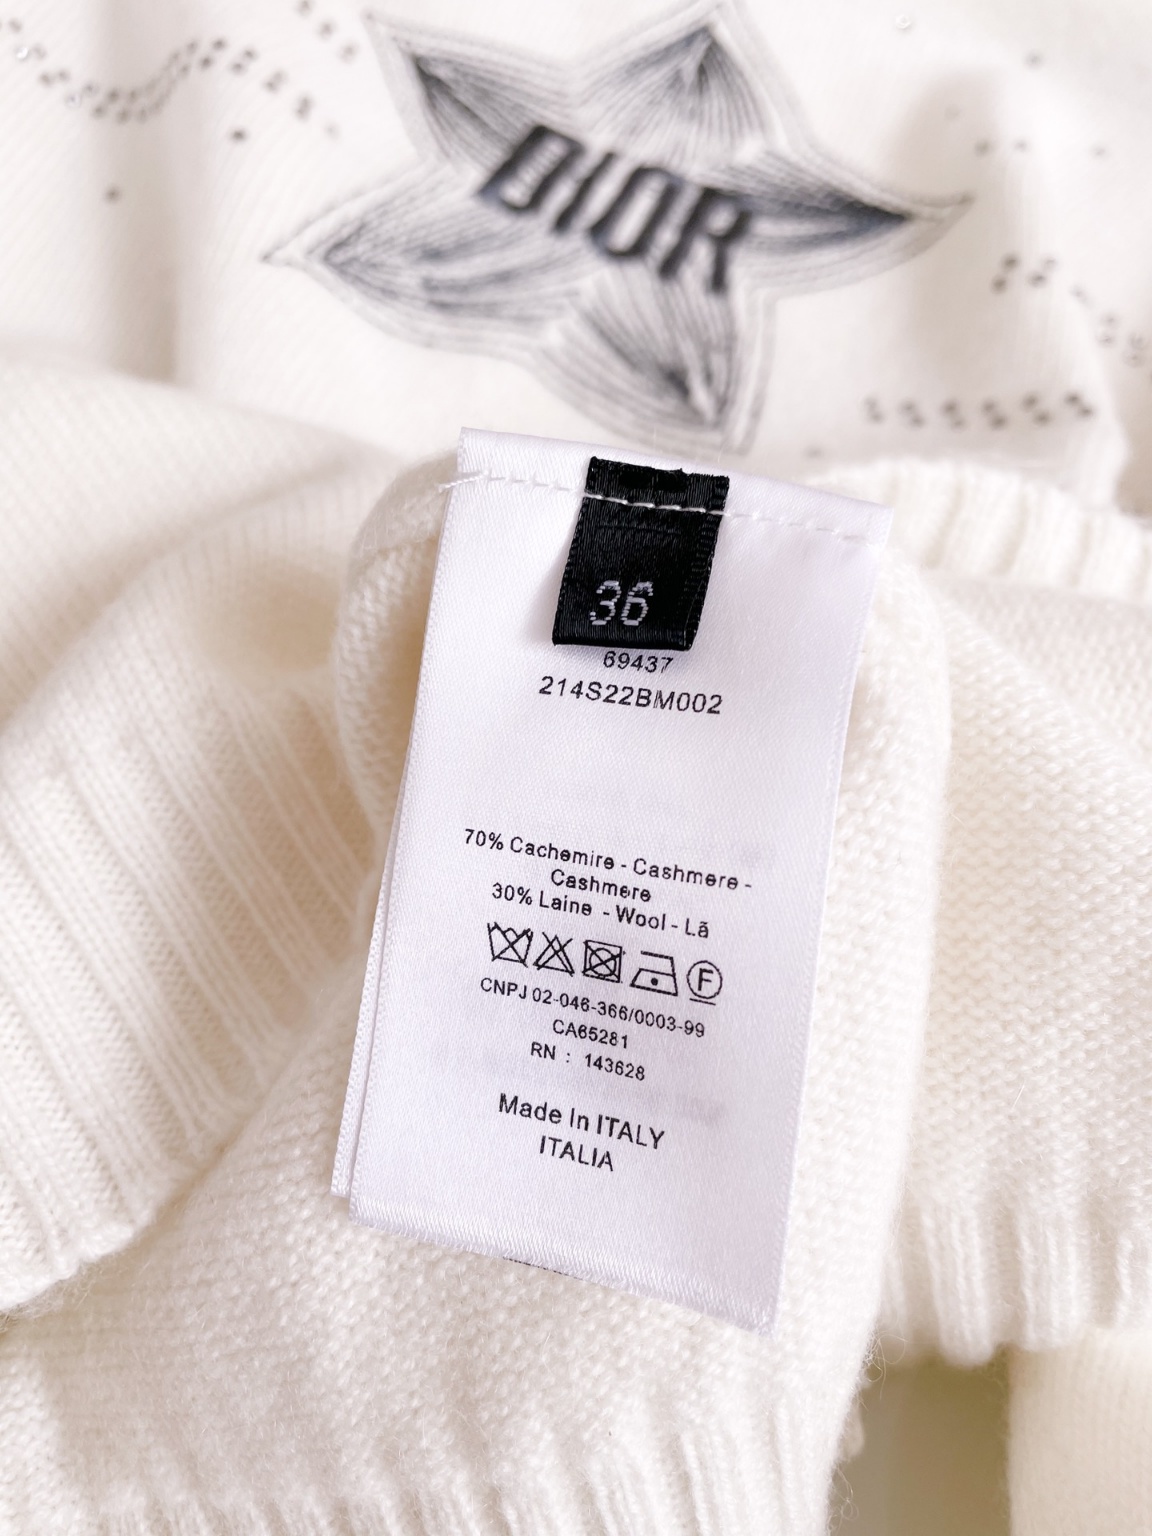 DIOR
36
69437
214S22BM002
70% Cachemire - Cashmere -
Cashmere
30% Laine - Wool - Lã
F
CNPJ 02-046-366/0003-99
CA65281
RN : 143628
Made In ITALY
ITALIA